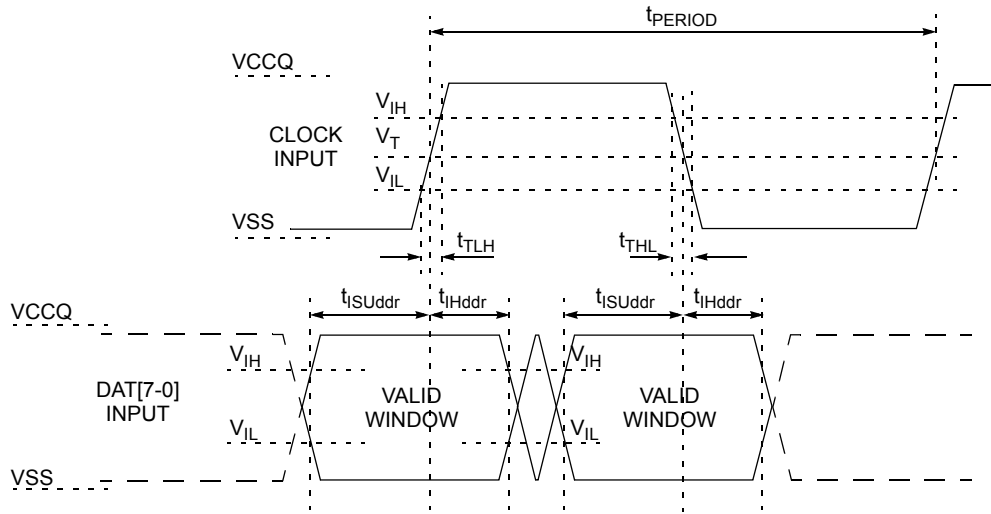 tPERIOD
VCCQ
VIH
CLOCK
INPUT
VT
VIL
VSS
tTLH
tTHL
VCCQ
tISUddr
tIHddr
tISUddr
tIHddr
VIH
VIH
DAT[7-0]
INPUT
VALID
WINDOW
VALID
WINDOW
VIL
VIL
VSS